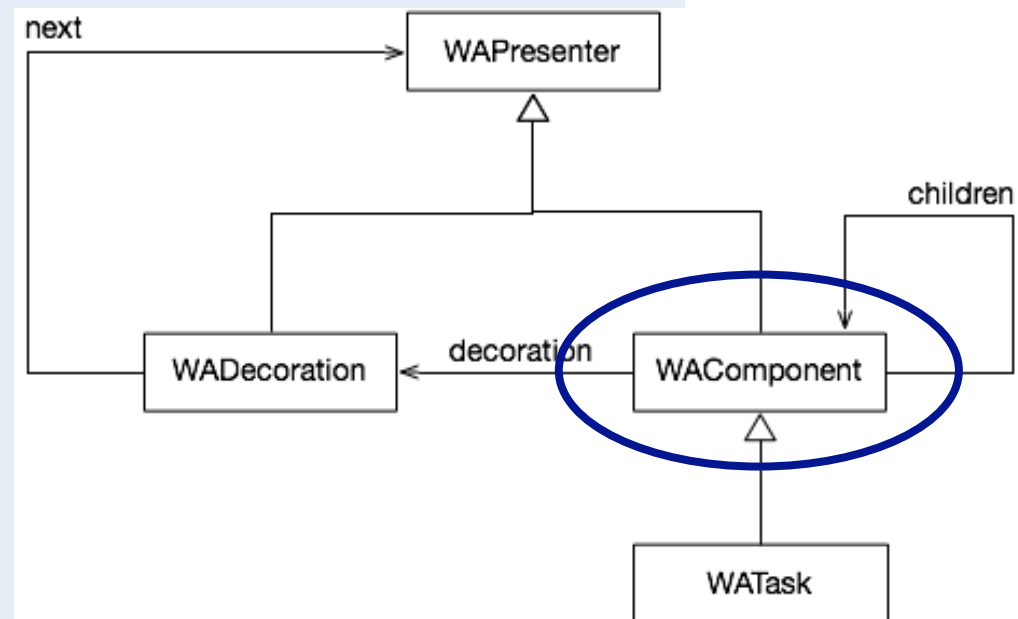 next
WAPresenter
children
WADecoration
decoration
WAComponent
WATask